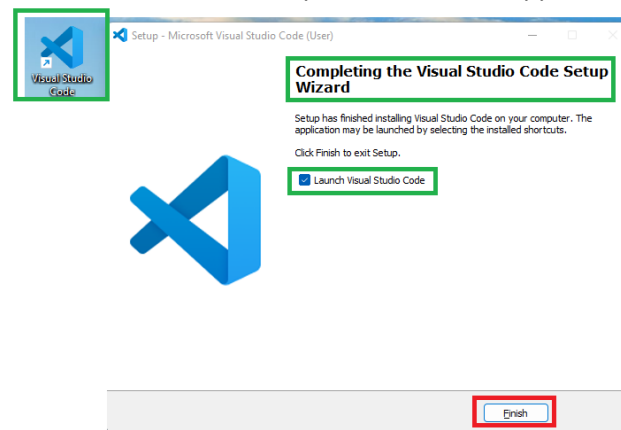 Visual Studio
Code
Setup - Microsoft Visual Studio Code (User)
Completing the Visual Studio Code Setup
Wizard
Setup has finished installing Visual Studio Code on your computer. The
application may be launched by selecting the installed shortcuts.
Click Finish to exit Setup.
Launch Visual Studio Code
Finish